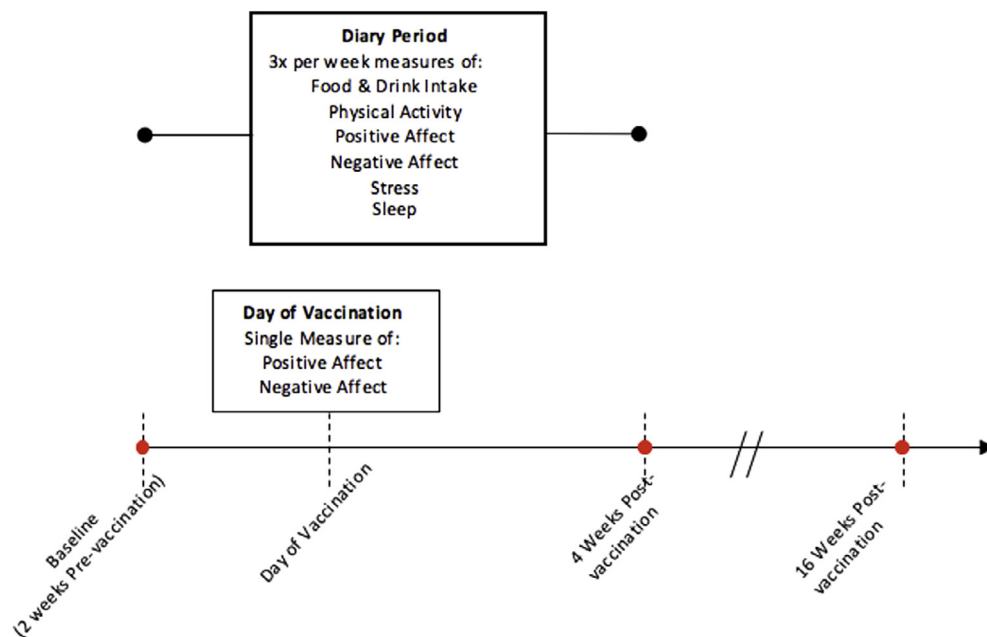 Diary Period
3x per week measures of:
Food & Drink Intake
Physical Activity
Positive Affect
Negative Affect
Stress
Sleep
Day of Vaccination
Single Measure of:
Positive Affect
Negative Affect
Baseline
(2 weeks Pre-vaccination)
Day of Vaccination
4 Weeks Post-
vaccination
16 Weeks Post-
vaccination